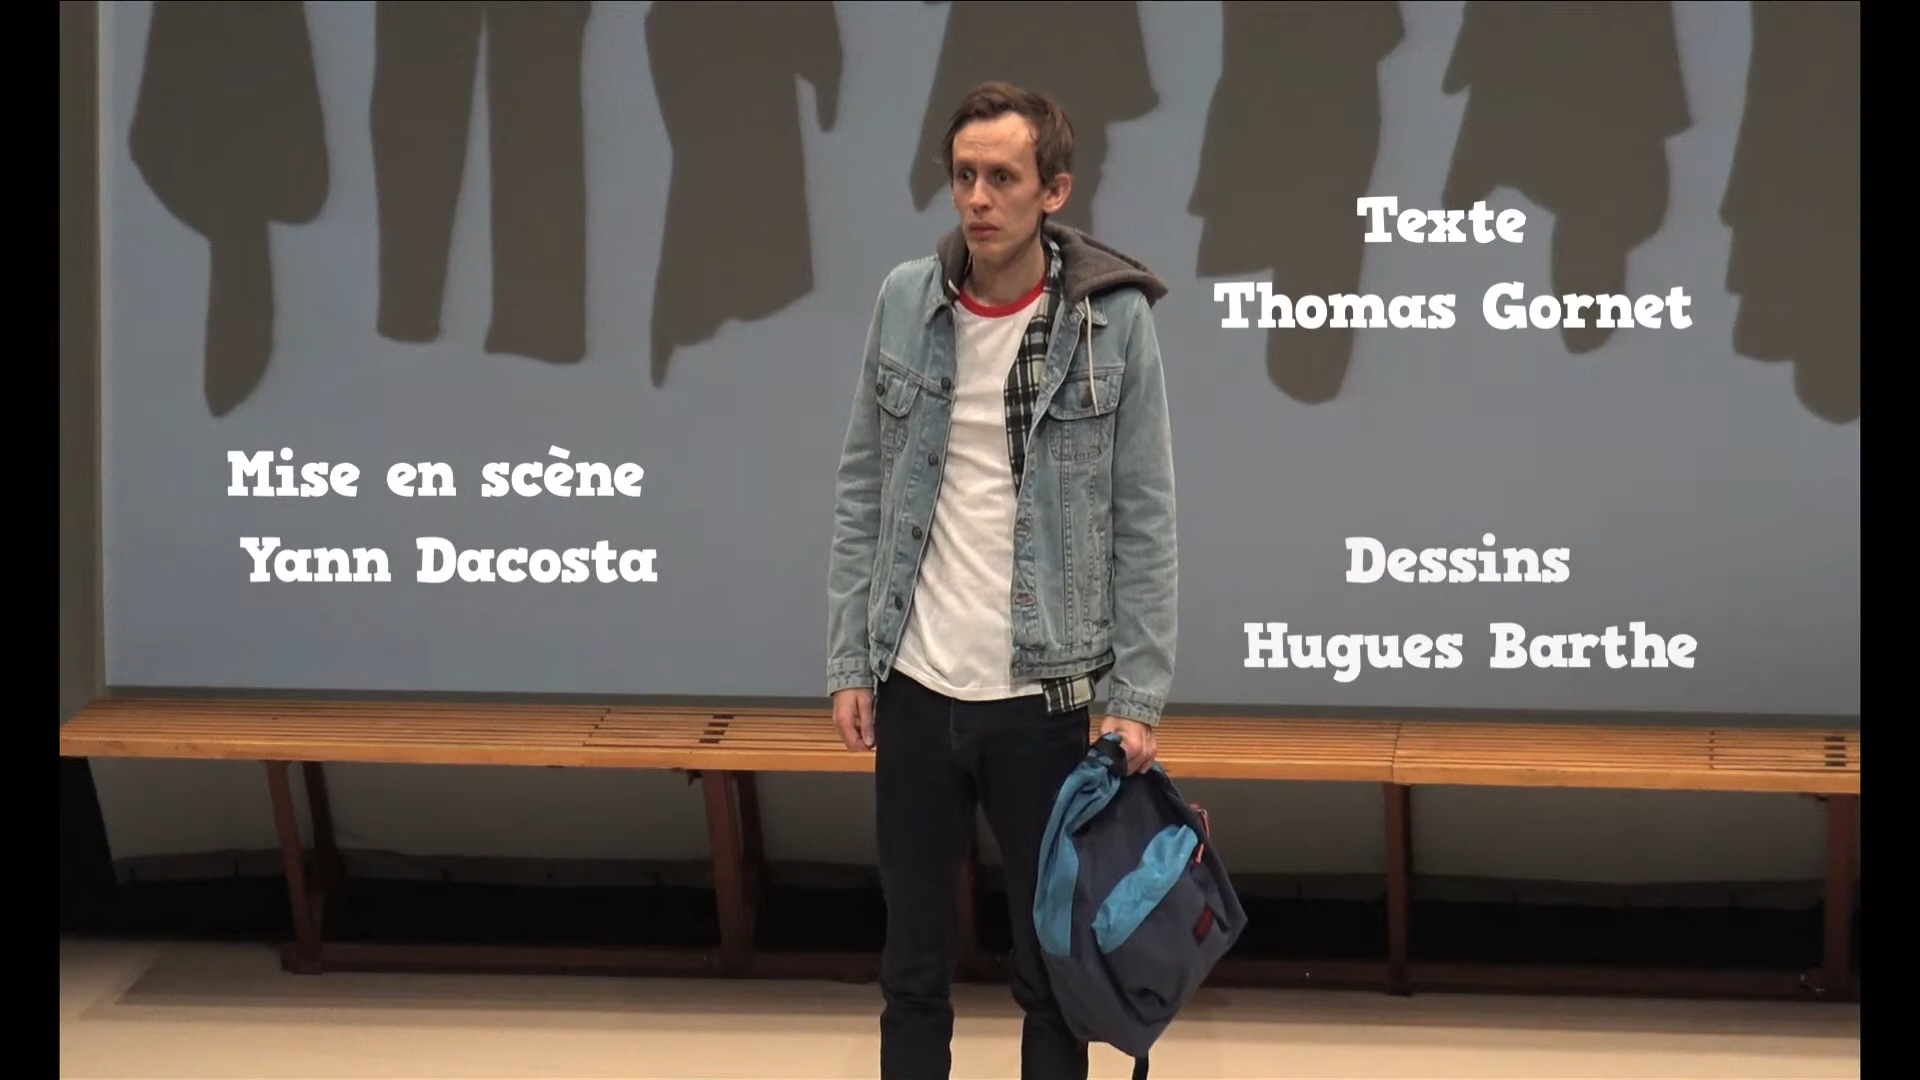 Texte
Thomas Gornet
Mise en scène
Yann Dacosta
Dessins
Hugues Barthe